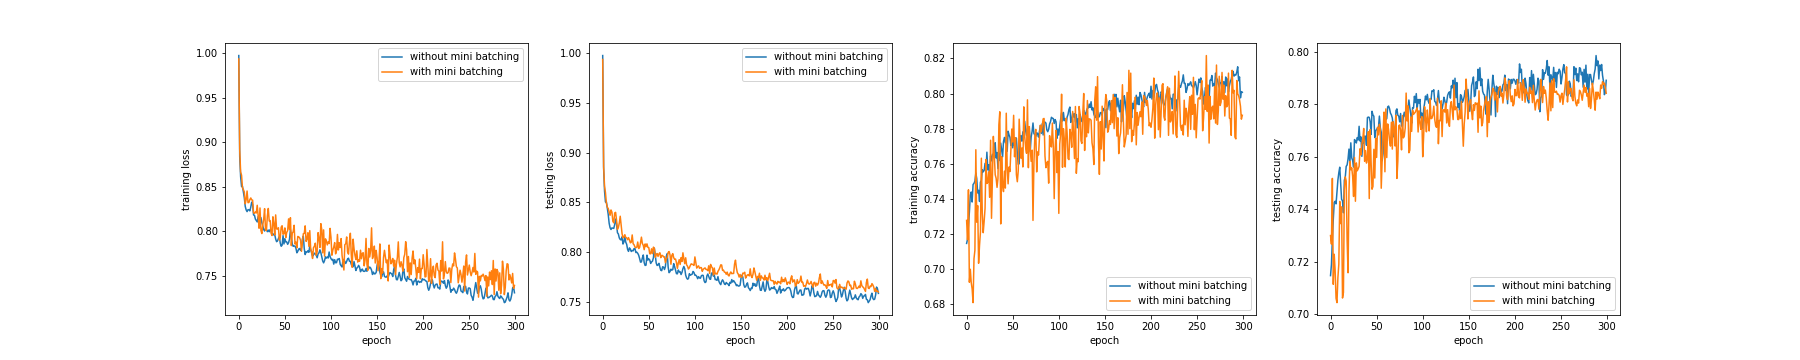 training loss
1.00
0.95
0.90
0.85
0.80
0.75
without mini batching
with mini batching
0 50 100 150 200 250 300
epoch
testing loss
1.00
0.95
0.90
0.85
0.80
0.75
without mini batching
with mini batching
0 50 100 150 200 250 300
epoch
training accuracy
0.82
0.80
0.78
0.76
0.74
0.72
0.70
0.68
without mini batching
with mini batching
0 50 100 150 200 250 300
epoch
testing accuracy
0.80
0.78
0.76
0.74
0.72
0.70
without mini batching
with mini batching
0 50 100 150 200 250 300
epoch